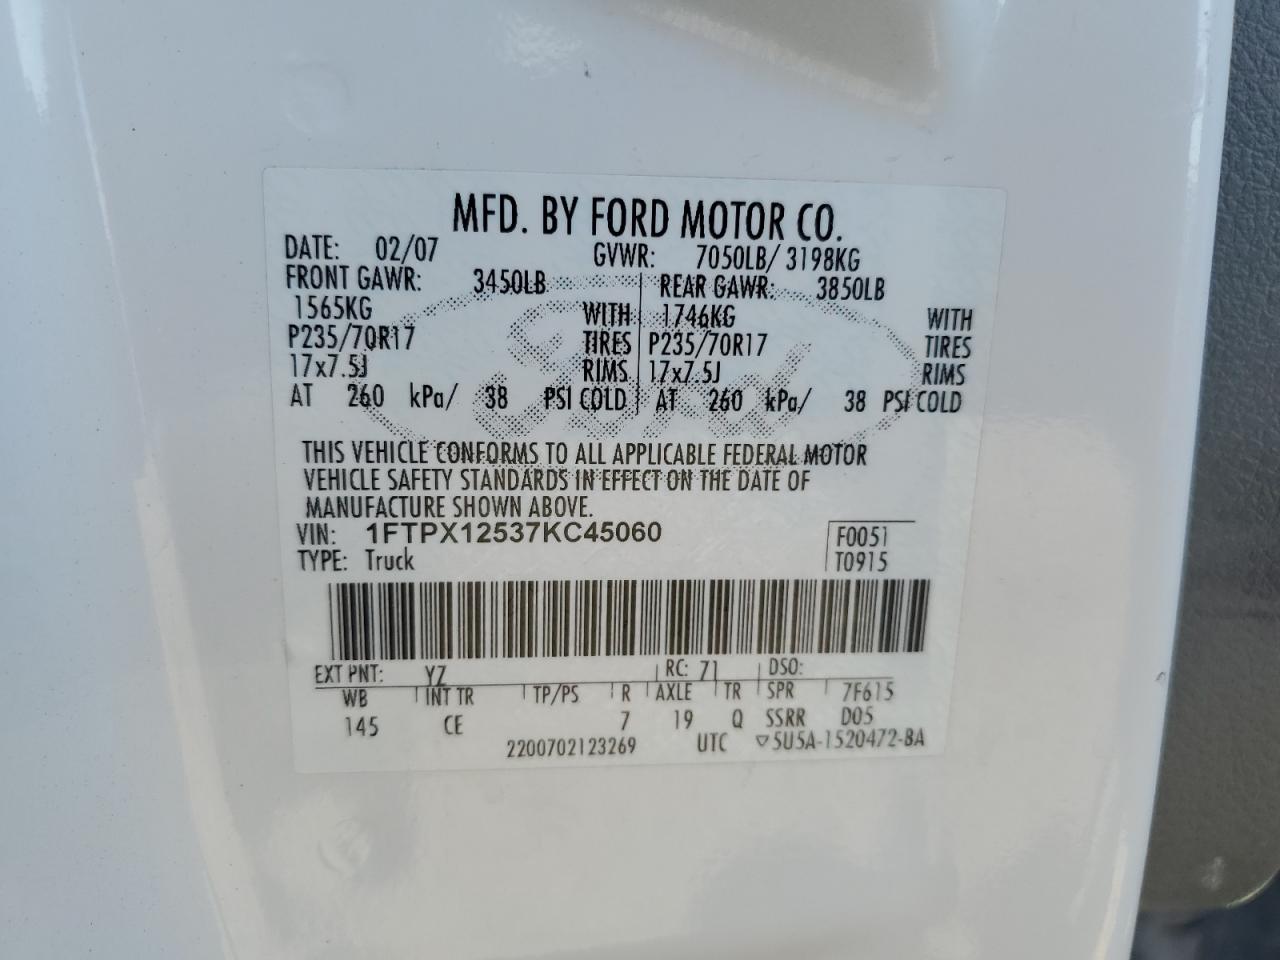 MFD. BY FORD MOTOR CO.
DATE: 02/07 GVWR: 7050LB/ 3198KG
FRONT GAWR: 3450LB REAR GAWR: 3850LB
1565KG WITH 1746KG WITH
P235/70R17 TIRES P235/70R17 TIRES
17x7.5J RIMS 17x7.5J RIMS
AT 260 kPa/ 38 PSI COLD AT 260 kPa/ 38 PSI COLD
THIS VEHICLE CONFORMS TO ALL APPLICABLE FEDERAL MOTOR
VEHICLE SAFETY STANDARDS IN EFFECT ON THE DATE OF
MANUFACTURE SHOWN ABOVE.
VIN: 1FTPX12537KC45060 F0051
TYPE: Truck T0915
EXT PNT: YZ RC: 71 DSO:
WB INT TR TP/PS R AXLE TR SPR 7F615
145 CE 7 19 Q SSRR D05
2200702123269 UTC ▽5U5A-1520472-BA